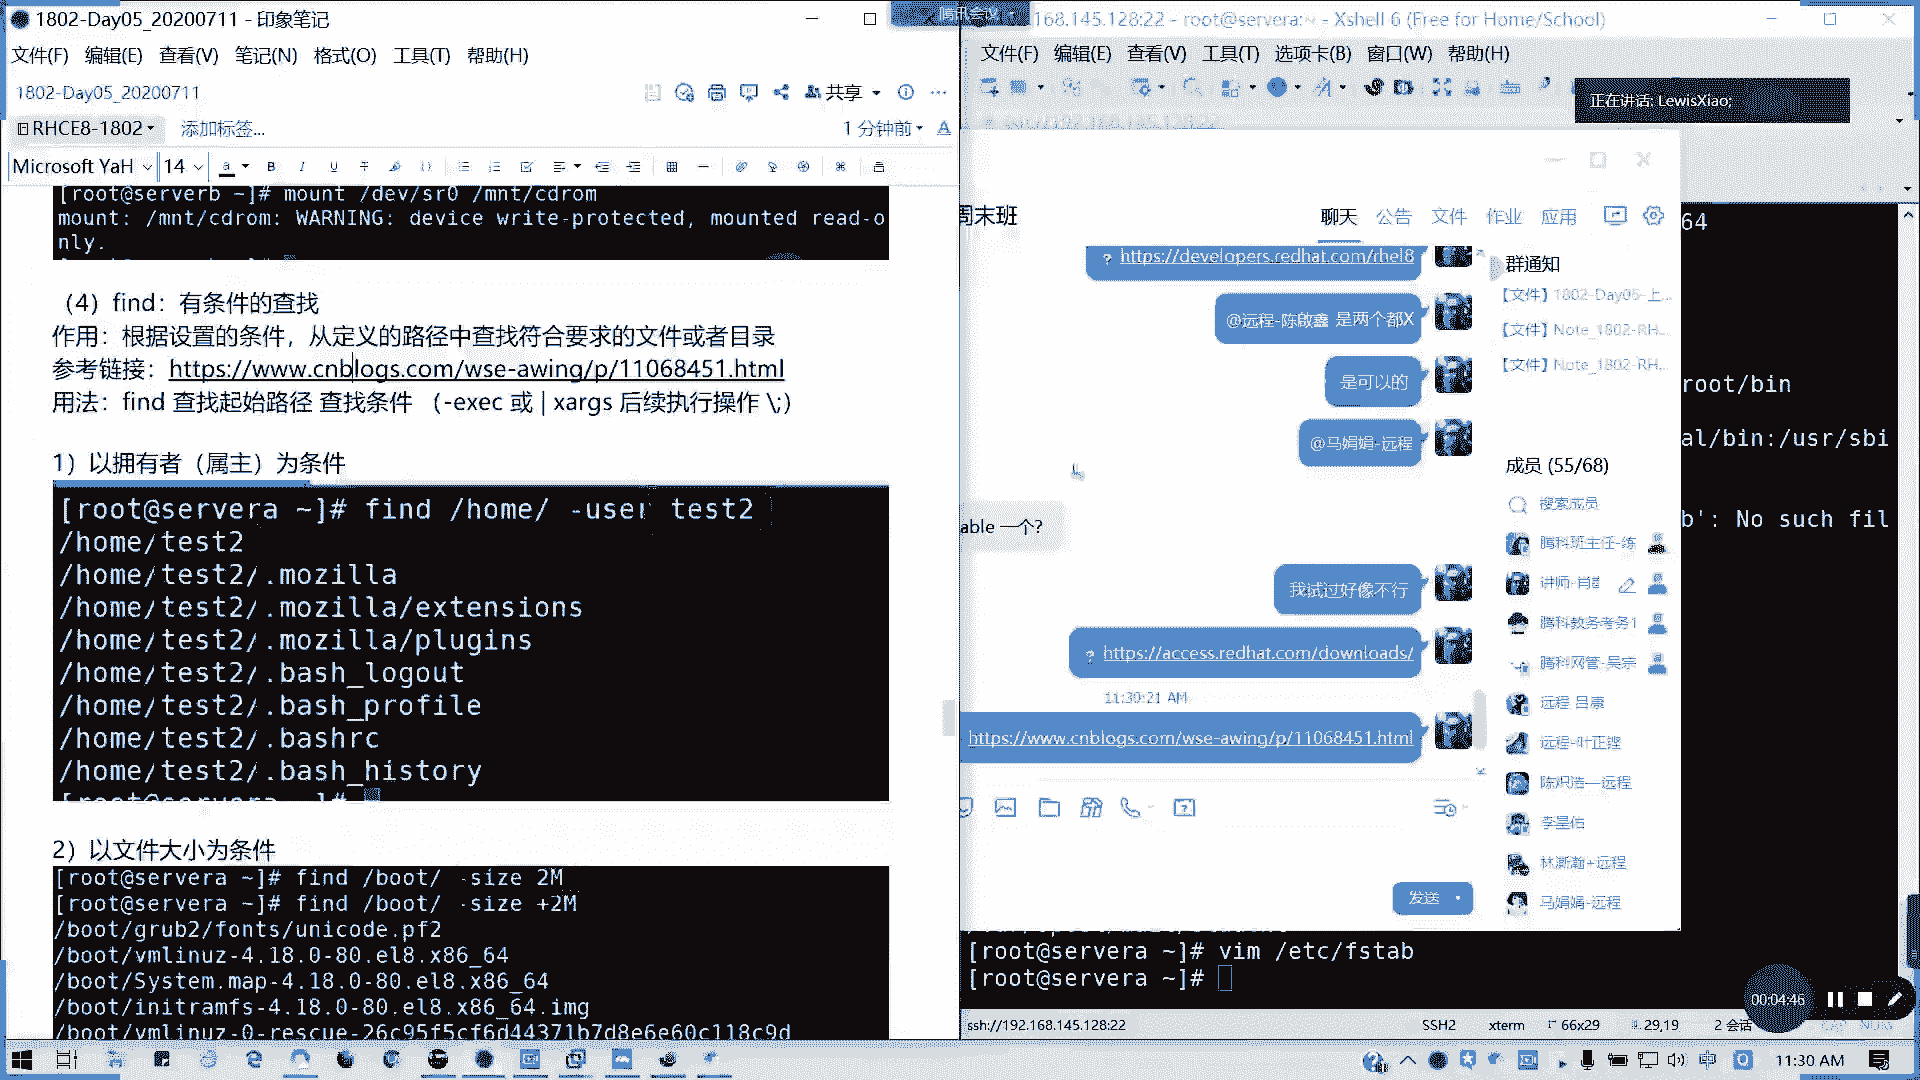 1802-Day05_20200711 - 印象笔记
文件(F) 编辑(E) 查看(V) 笔记(N) 格式(O) 工具(T) 帮助(H)
1802-Day05_20200711
共享
RHCE8-1802
添加标签...
1 分钟前
Microsoft YaH 14
[root@serverb ~]# mount /dev/sr0 /mnt/cdrom
mount: /mnt/cdrom: WARNING: device write-protected, mounted read-o
nly.
（4）find：有条件的查找
作用：根据设置的条件，从定义的路径中查找符合要求的文件或者目录
参考链接：https://www.cnblogs.com/wse-awing/p/11068451.html
用法：find 查找起始路径 查找条件 （-exec 或 | xargs 后续执行操作 \;）
1）以拥有者（属主）为条件
[root@servera ~]# find /home/ -user test2
/home/test2
/home/test2/.mozilla
/home/test2/.mozilla/extensions
/home/test2/.mozilla/plugins
/home/test2/.bash_logout
/home/test2/.bash_profile
/home/test2/.bashrc
/home/test2/.bash_history
[root@servera ~]#
2）以文件大小为条件
[root@servera ~]# find /boot/ -size 2M
[root@servera ~]# find /boot/ -size +2M
/boot/grub2/fonts/unicode.pf2
/boot/vmlinuz-4.18.0-80.el8.x86_64
/boot/System.map-4.18.0-80.el8.x86_64
/boot/initramfs-4.18.0-80.el8.x86_64.img
/boot/vmlinuz-0-rescue-26c95f5cf6d44371b7d8e6e60c118c9d
腾讯会议
168.145.128:22 - root@servera:~ - Xshell 6 (Free for Home/School)
文件(F) 编辑(E) 查看(V) 工具(T) 选项卡(B) 窗口(W) 帮助(H)
正在讲话: LewisXiao;
周末班
聊天 公告 文件 作业 应用
https://developers.redhat.com/rhel8
@远程-陈啟鑫 是两个都X
是可以的
@马娟娟-远程
able 一个?
我试过好像不行
https://access.redhat.com/downloads/
11:30:21 AM
https://www.cnblogs.com/wse-awing/p/11068451.html
发送
群通知
【文件】1802-Day05-上...
【文件】Note_1802-RH...
【文件】Note_1802-RH...
成员 (55/68)
搜索成员
腾科班主任-练
讲师-肖
腾科教务考务1
腾科网管-吴宗
远程 吕康
远程-叶正铿
陈炽浩—远程
李星佑
林澌瀚+远程
马娟娟-远程
64
root/bin
al/bin:/usr/sbi
b': No such fil
[root@servera ~]# vim /etc/fstab
[root@servera ~]#
00:04:46
ssh://192.168.145.128:22 SSH2 xterm 66x29 29,19 2 会话 CAP NUM
中
11:30 AM